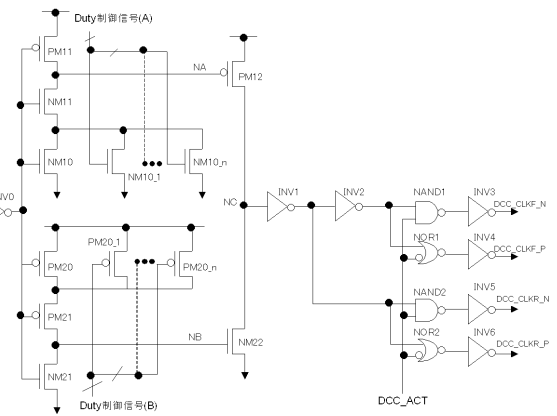 Duty制御信号(A)
PM11
NA
PM12
NM11
NM10
NM10_1
NM10_n
NV0
NC
INV1
INV2
NAND1
INV3
DCC_CLKF_N
NOR1
INV4
DCC_CLKF_P
PM20_1
PM20
PM20_n
NAND2
INV5
DCC_CLKR_N
PM21
NB
NM22
NOR2
INV6
DCC_CLKR_P
NM21
DCC_ACT
Duty制御信号(B)